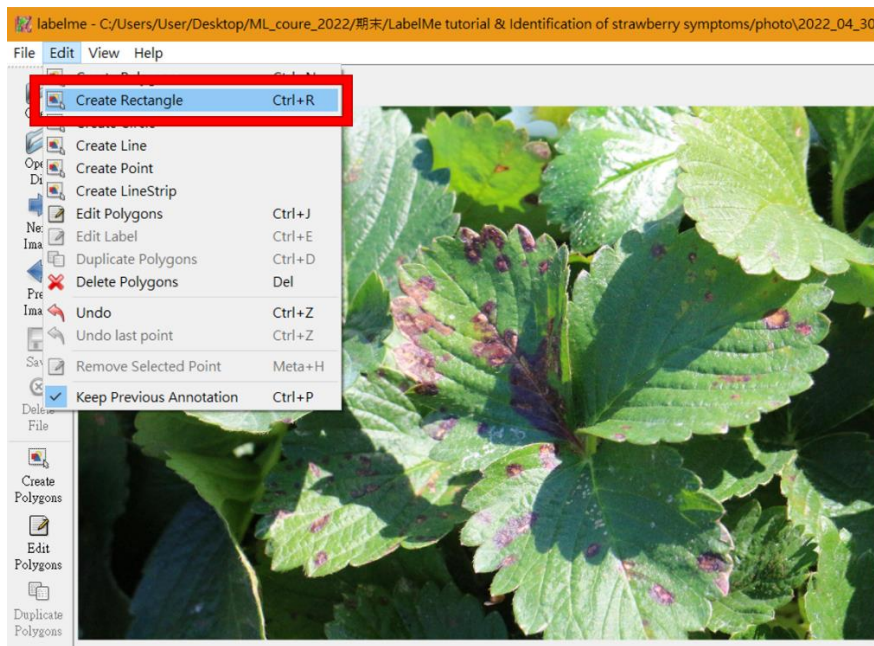 labelme - C:/Users/User/Desktop/ML_coure_2022/期末/LabelMe tutorial & Identification of strawberry symptoms/photo\2022_04_30
File Edit View Help
Create Rectangle Ctrl+R
Create Line
Create Point
Create LineStrip
Edit Polygons Ctrl+J
Edit Label Ctrl+E
Duplicate Polygons Ctrl+D
Delete Polygons Del
Undo Ctrl+Z
Undo last point Ctrl+Z
Remove Selected Point Meta+H
Keep Previous Annotation Ctrl+P
Delete
File
Create
Polygons
Edit
Polygons
Duplicate
Polygons